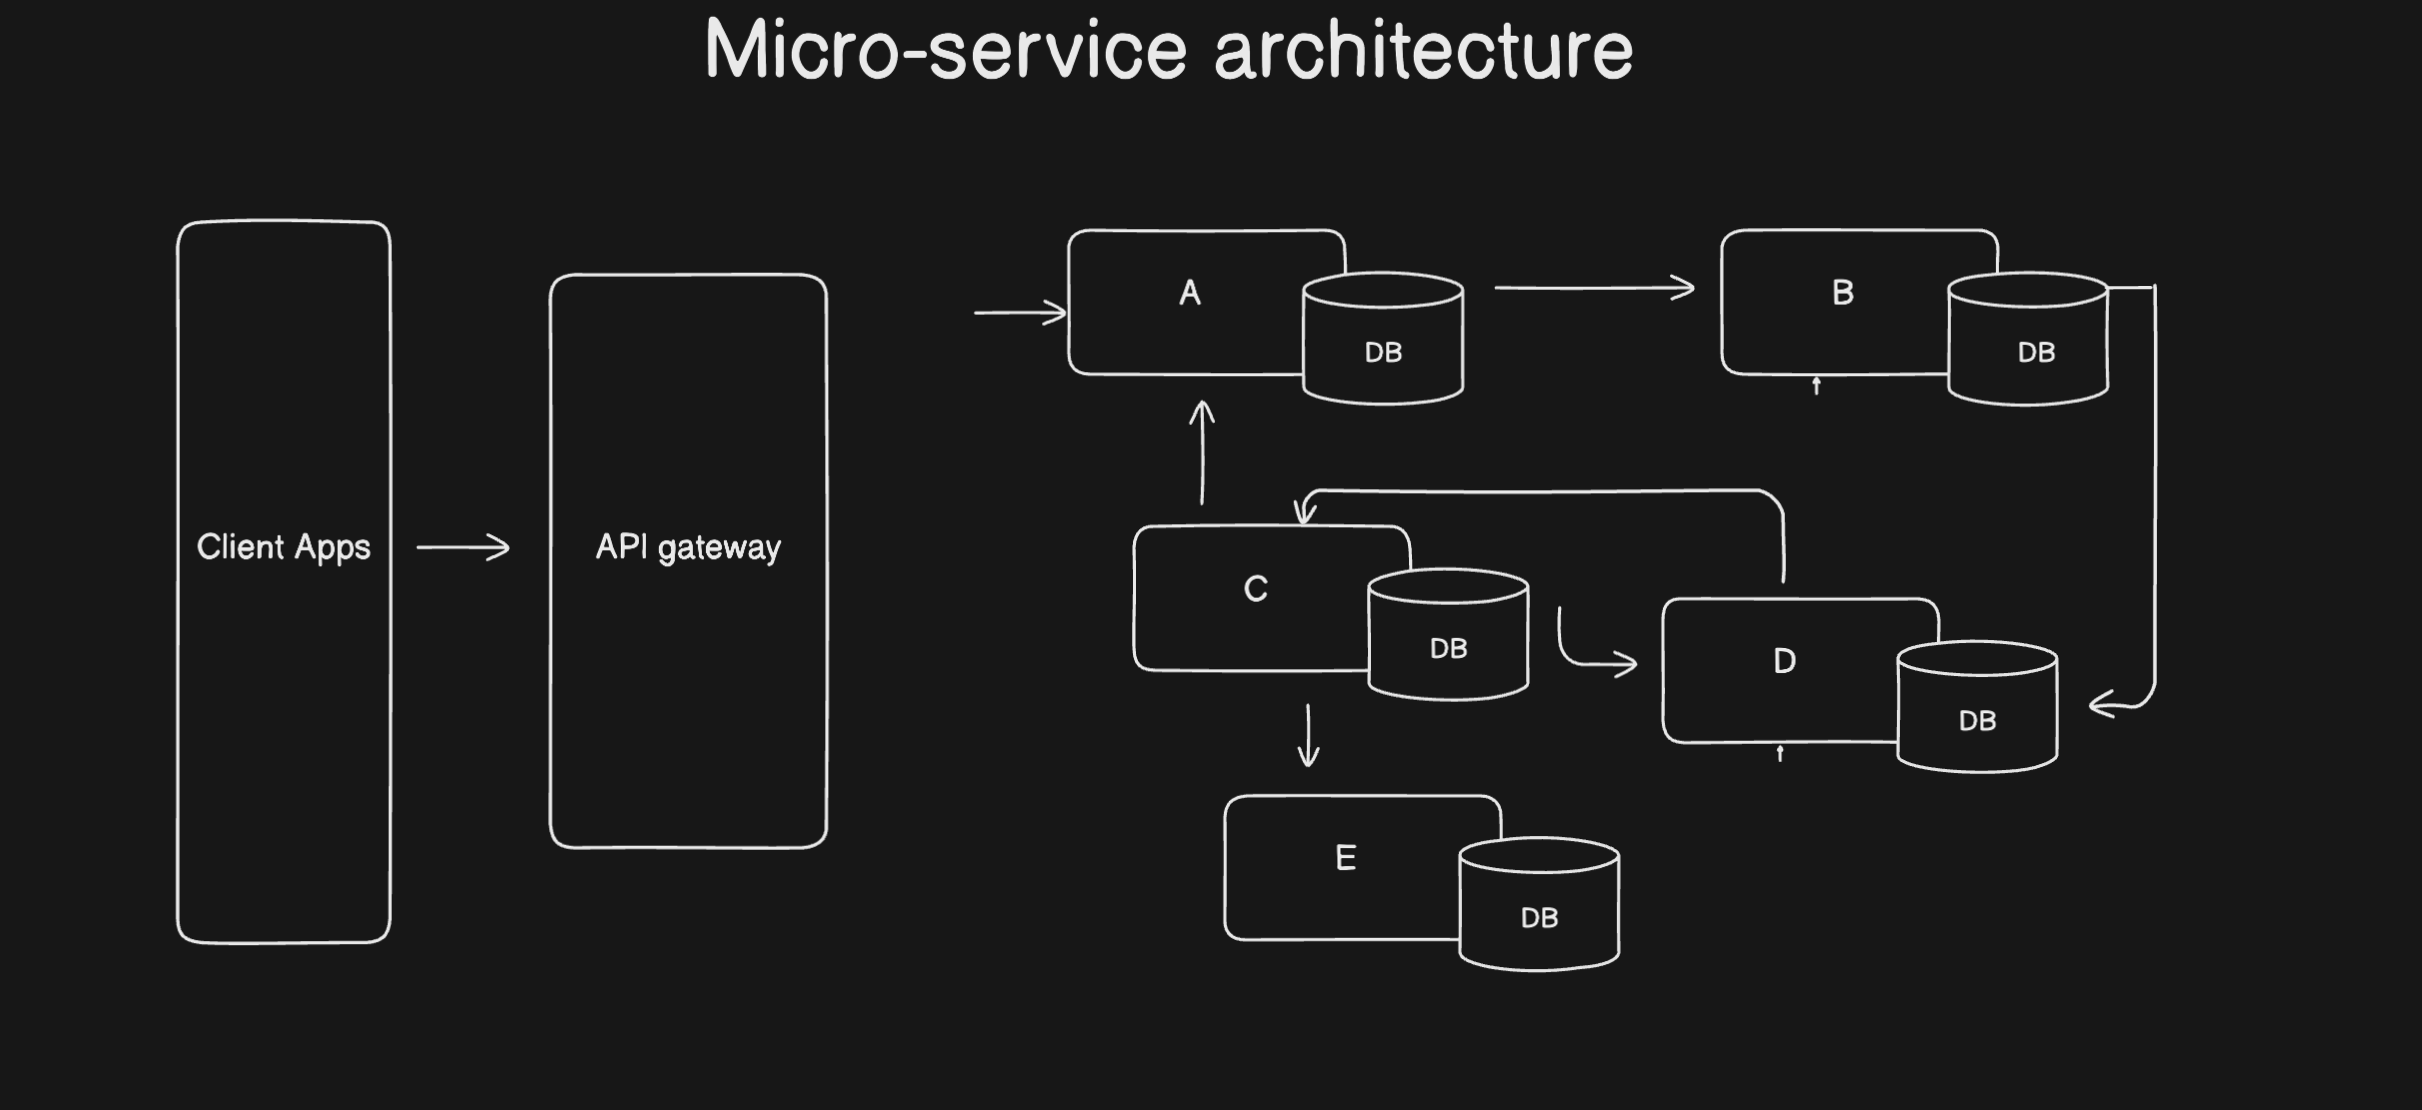 Micro-service architecture
A
DB
B
DB
Client Apps
API gateway
C
DB
D
DB
E
DB